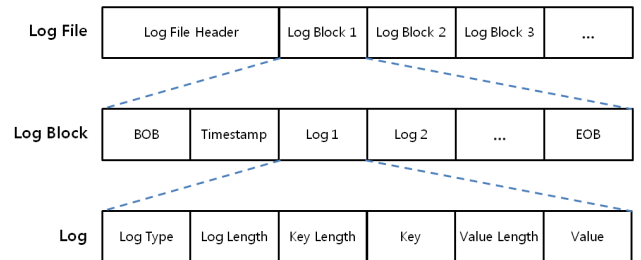 Log File Log File Header Log Block 1 Log Block 2 Log Block 3 ...
Log Block BOB Timestamp Log 1 Log 2 ... EOB
Log Log Type Log Length Key Length Key Value Length Value